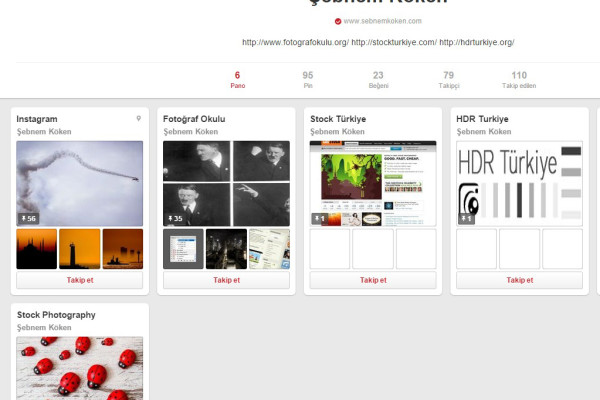 Şebnem Köken
www.sebnemkoken.com
http://www.fotografokulu.org/ http://stockturkiye.com/ http://hdrturkiye.org/
6 95 23 79 110
Pano Pin Beğeni Takipçi Takip edilen
Instagram
Şebnem Köken
56
Takip et
Fotoğraf Okulu
Şebnem Köken
35
Takip et
Stock Türkiye
Şebnem Köken
GOOD. FAST. EASY.
1
Takip et
HDR Turkiye
Şebnem Köken
HDR Türkiye
1
Takip et
Stock Photography
Şebnem Köken